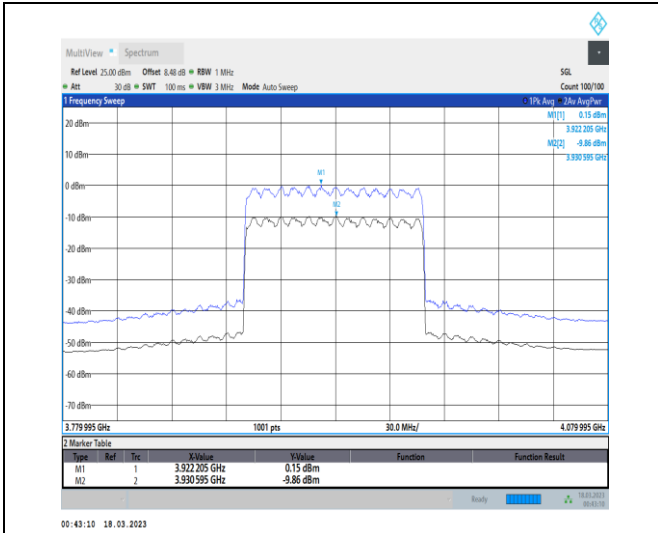 MultiView Spectrum
Ref Level 25.00 dBm Offset 8.48 dB RBW 1 MHz SGL
Att 30 dB SWT 100 ms VBW 3 MHz Mode Auto Sweep Count 100/100
1 Frequency Sweep 1Pk Avg 2Av AvgPwr
M1[1] 0.15 dBm
3.922 205 GHz
M2[2] -9.86 dBm
3.930 595 GHz
20 dBm
10 dBm
0 dBm
M1
M2
-10 dBm
-20 dBm
-30 dBm
-40 dBm
-50 dBm
-60 dBm
-70 dBm
3.779 995 GHz 1001 pts 30.0 MHz/ 4.079 995 GHz
2 Marker Table
Type Ref Trc X-Value Y-Value Function Function Result
M1 1 3.922 205 GHz 0.15 dBm
M2 2 3.930 595 GHz -9.86 dBm
Ready 18.03.2023
00:43:10
00:43:10 18.03.2023